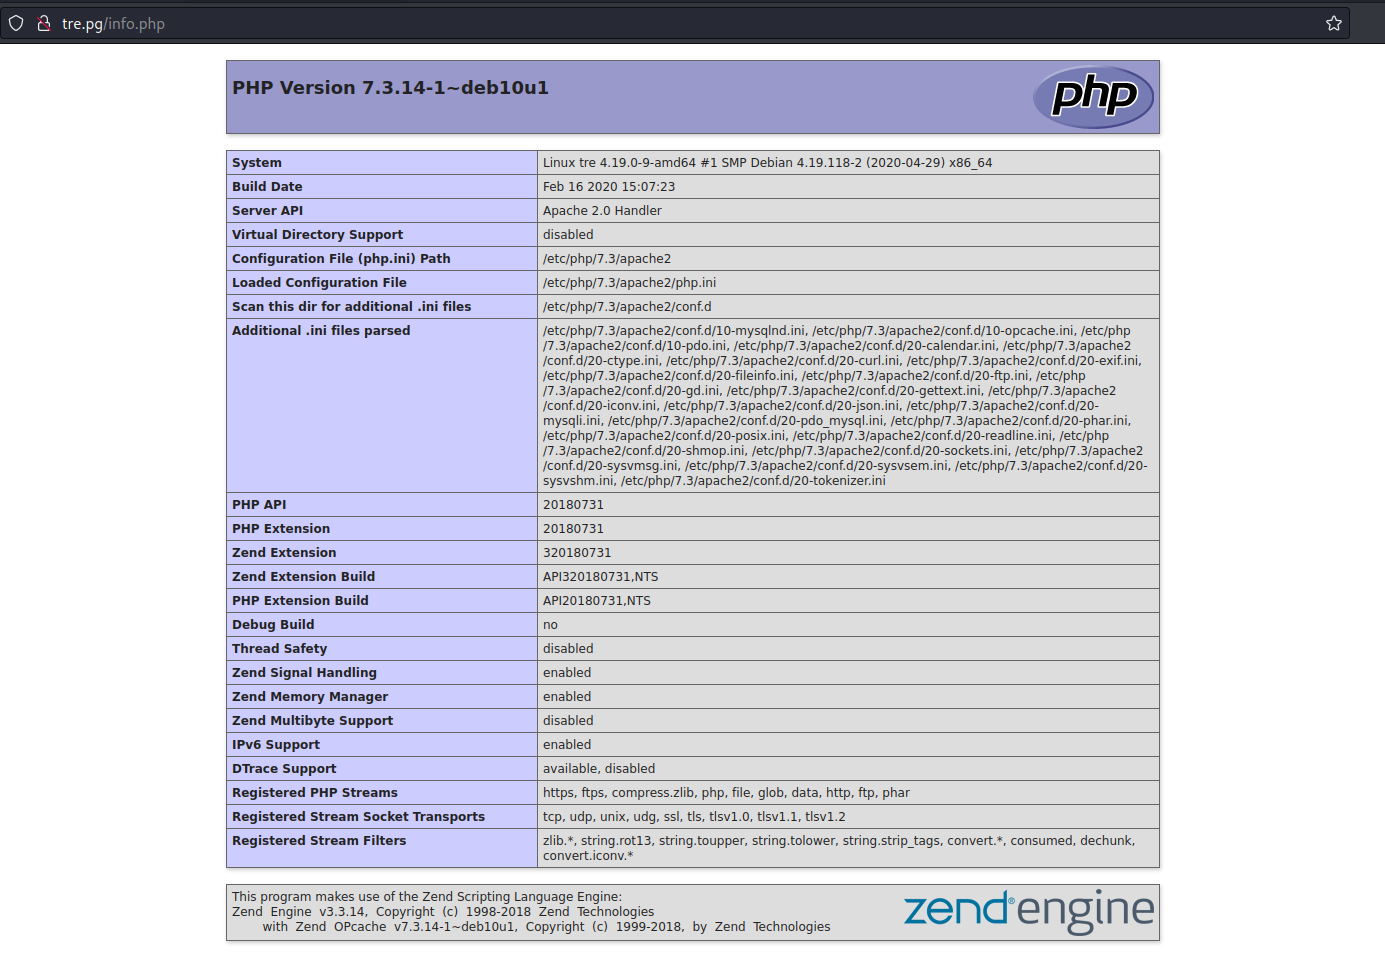 tre.pg/info.php
PHP Version 7.3.14-1~deb10u1
php
System Linux tre 4.19.0-9-amd64 #1 SMP Debian 4.19.118-2 (2020-04-29) x86_64
Build Date Feb 16 2020 15:07:23
Server API Apache 2.0 Handler
Virtual Directory Support disabled
Configuration File (php.ini) Path /etc/php/7.3/apache2
Loaded Configuration File /etc/php/7.3/apache2/php.ini
Scan this dir for additional .ini files /etc/php/7.3/apache2/conf.d
Additional .ini files parsed /etc/php/7.3/apache2/conf.d/10-mysqlnd.ini, /etc/php/7.3/apache2/conf.d/10-opcache.ini, /etc/php
/7.3/apache2/conf.d/10-pdo.ini, /etc/php/7.3/apache2/conf.d/20-calendar.ini, /etc/php/7.3/apache2
/conf.d/20-ctype.ini, /etc/php/7.3/apache2/conf.d/20-curl.ini, /etc/php/7.3/apache2/conf.d/20-exif.ini,
/etc/php/7.3/apache2/conf.d/20-fileinfo.ini, /etc/php/7.3/apache2/conf.d/20-ftp.ini, /etc/php
/7.3/apache2/conf.d/20-gd.ini, /etc/php/7.3/apache2/conf.d/20-gettext.ini, /etc/php/7.3/apache2
/conf.d/20-iconv.ini, /etc/php/7.3/apache2/conf.d/20-json.ini, /etc/php/7.3/apache2/conf.d/20-
mysqli.ini, /etc/php/7.3/apache2/conf.d/20-pdo_mysql.ini, /etc/php/7.3/apache2/conf.d/20-phar.ini,
/etc/php/7.3/apache2/conf.d/20-posix.ini, /etc/php/7.3/apache2/conf.d/20-readline.ini, /etc/php
/7.3/apache2/conf.d/20-shmop.ini, /etc/php/7.3/apache2/conf.d/20-sockets.ini, /etc/php/7.3/apache2
/conf.d/20-sysvmsg.ini, /etc/php/7.3/apache2/conf.d/20-sysvsem.ini, /etc/php/7.3/apache2/conf.d/20-
sysvshm.ini, /etc/php/7.3/apache2/conf.d/20-tokenizer.ini
PHP API 20180731
PHP Extension 20180731
Zend Extension 320180731
Zend Extension Build API320180731,NTS
PHP Extension Build API20180731,NTS
Debug Build no
Thread Safety disabled
Zend Signal Handling enabled
Zend Memory Manager enabled
Zend Multibyte Support disabled
IPv6 Support enabled
DTrace Support available, disabled
Registered PHP Streams https, ftps, compress.zlib, php, file, glob, data, http, ftp, phar
Registered Stream Socket Transports tcp, udp, unix, udg, ssl, tls, tlsv1.0, tlsv1.1, tlsv1.2
Registered Stream Filters zlib.*, string.rot13, string.toupper, string.tolower, string.strip_tags, convert.*, consumed, dechunk,
convert.iconv.*
This program makes use of the Zend Scripting Language Engine:
Zend Engine v3.3.14, Copyright (c) 1998-2018 Zend Technologies
with Zend OPcache v7.3.14-1~deb10u1, Copyright (c) 1999-2018, by Zend Technologies
zend® engine